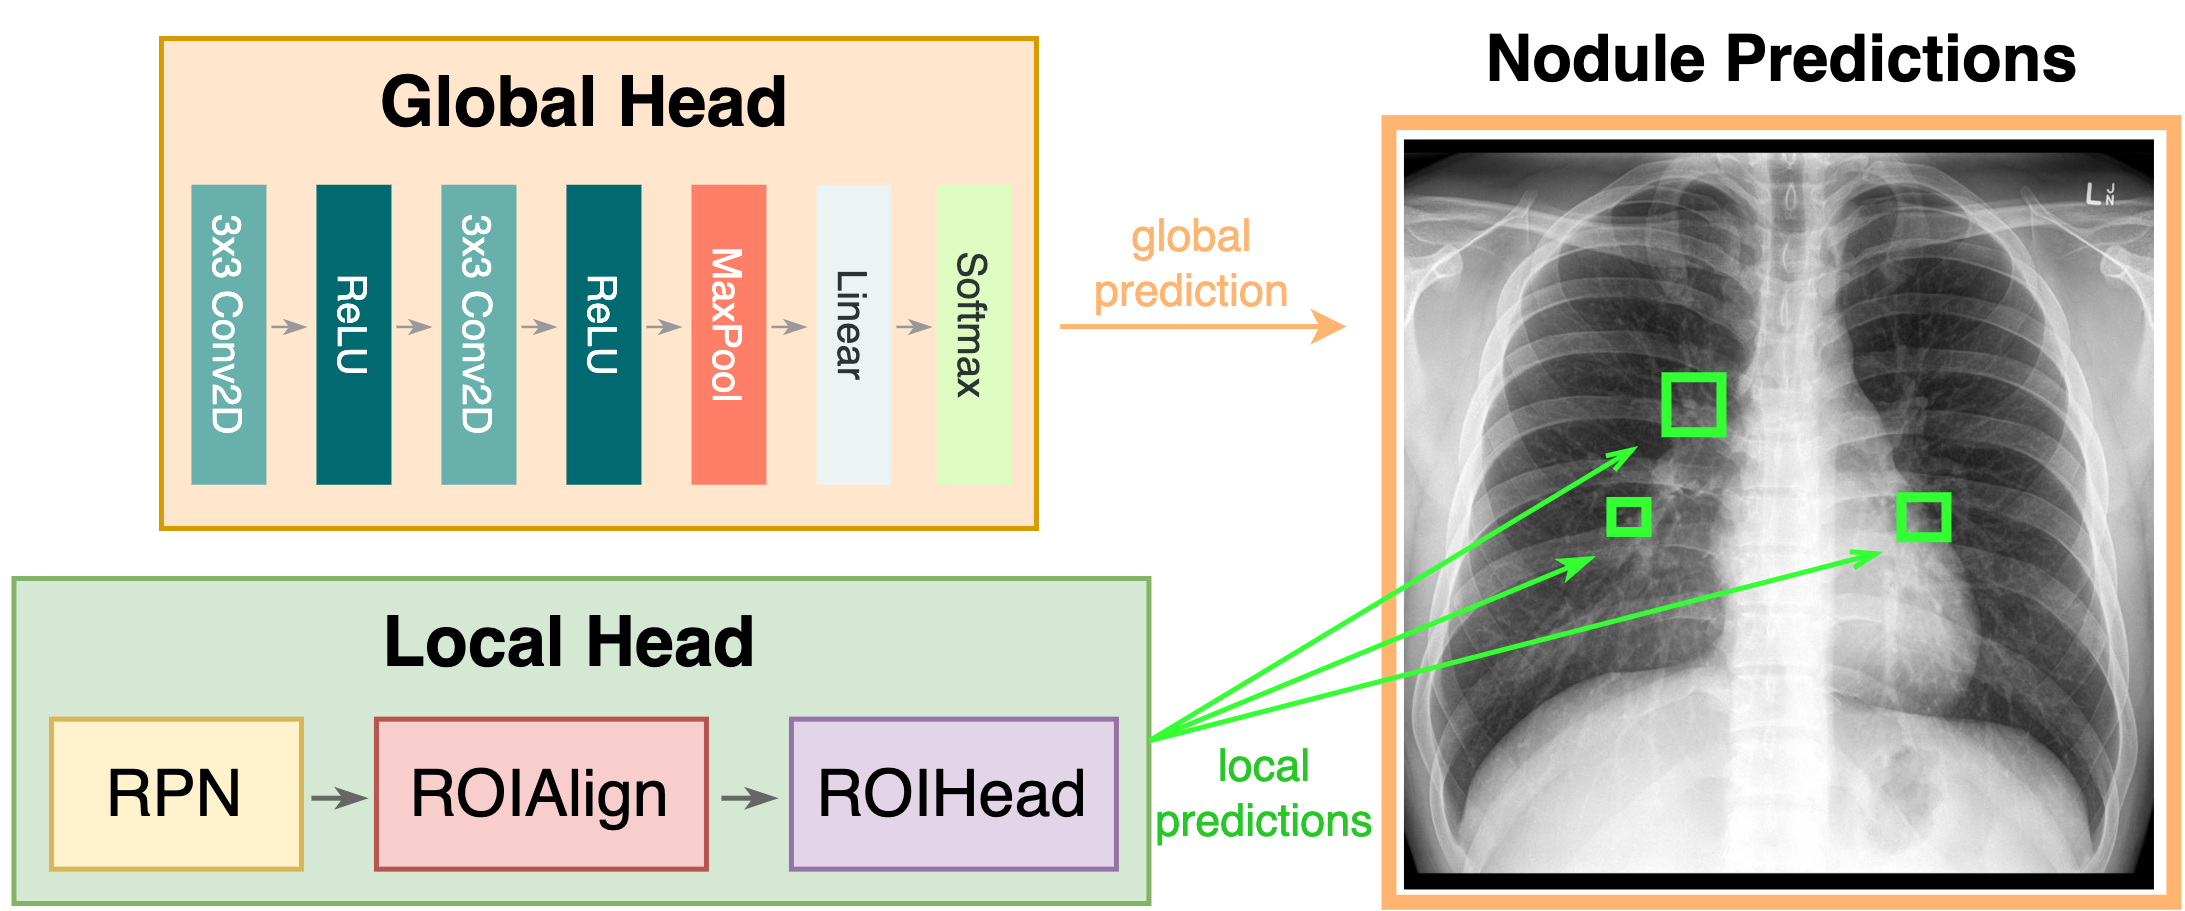 Global Head
3x3 Conv2D
ReLU
3x3 Conv2D
ReLU
MaxPool
Linear
Softmax
global
prediction
Nodule Predictions
L J
N
Local Head
RPN
ROIAlign
ROIHead
local
predictions